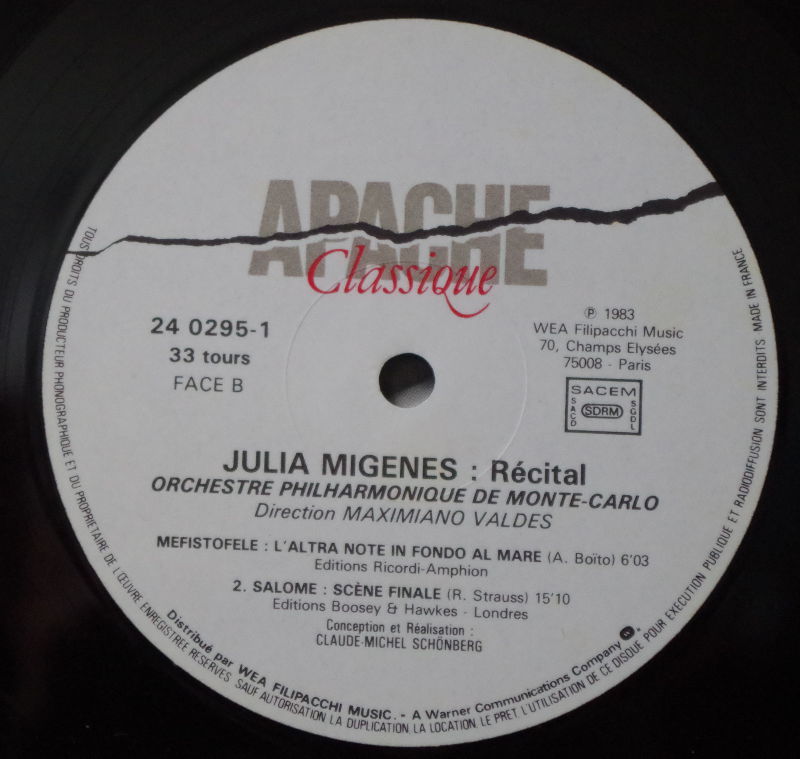 APACHE
Classique
24 0295-1
33 tours
FACE B
℗ 1983
WEA Filipacchi Music
70, Champs Elysées
75008 - Paris
SACEM
SACD
SDRM
SGDL
JULIA MIGENES : Récital
ORCHESTRE PHILHARMONIQUE DE MONTE-CARLO
Direction MAXIMIANO VALDES
MEFISTOFELE : L'ALTRA NOTE IN FONDO AL MARE (A. Boïto) 6'03
Editions Ricordi-Amphion
2. SALOME : SCÈNE FINALE (R. Strauss) 15'10
Editions Boosey & Hawkes - Londres
Conception et Réalisation :
CLAUDE-MICHEL SCHÖNBERG
Distribué par WEA FILIPACCHI MUSIC. - A Warner Communications Company
TOUS DROITS DU PRODUCTEUR PHONOGRAPHIQUE ET DU PROPRIETAIRE DE L'ŒUVRE ENREGISTREE RESERVES. SAUF AUTORISATION LA DUPLICATION, LA LOCATION, LE PRET, L'UTILISATION DE CE DISQUE POUR EXECUTION PUBLIQUE ET RADIODIFFUSION SONT INTERDITS. MADE IN FRANCE.